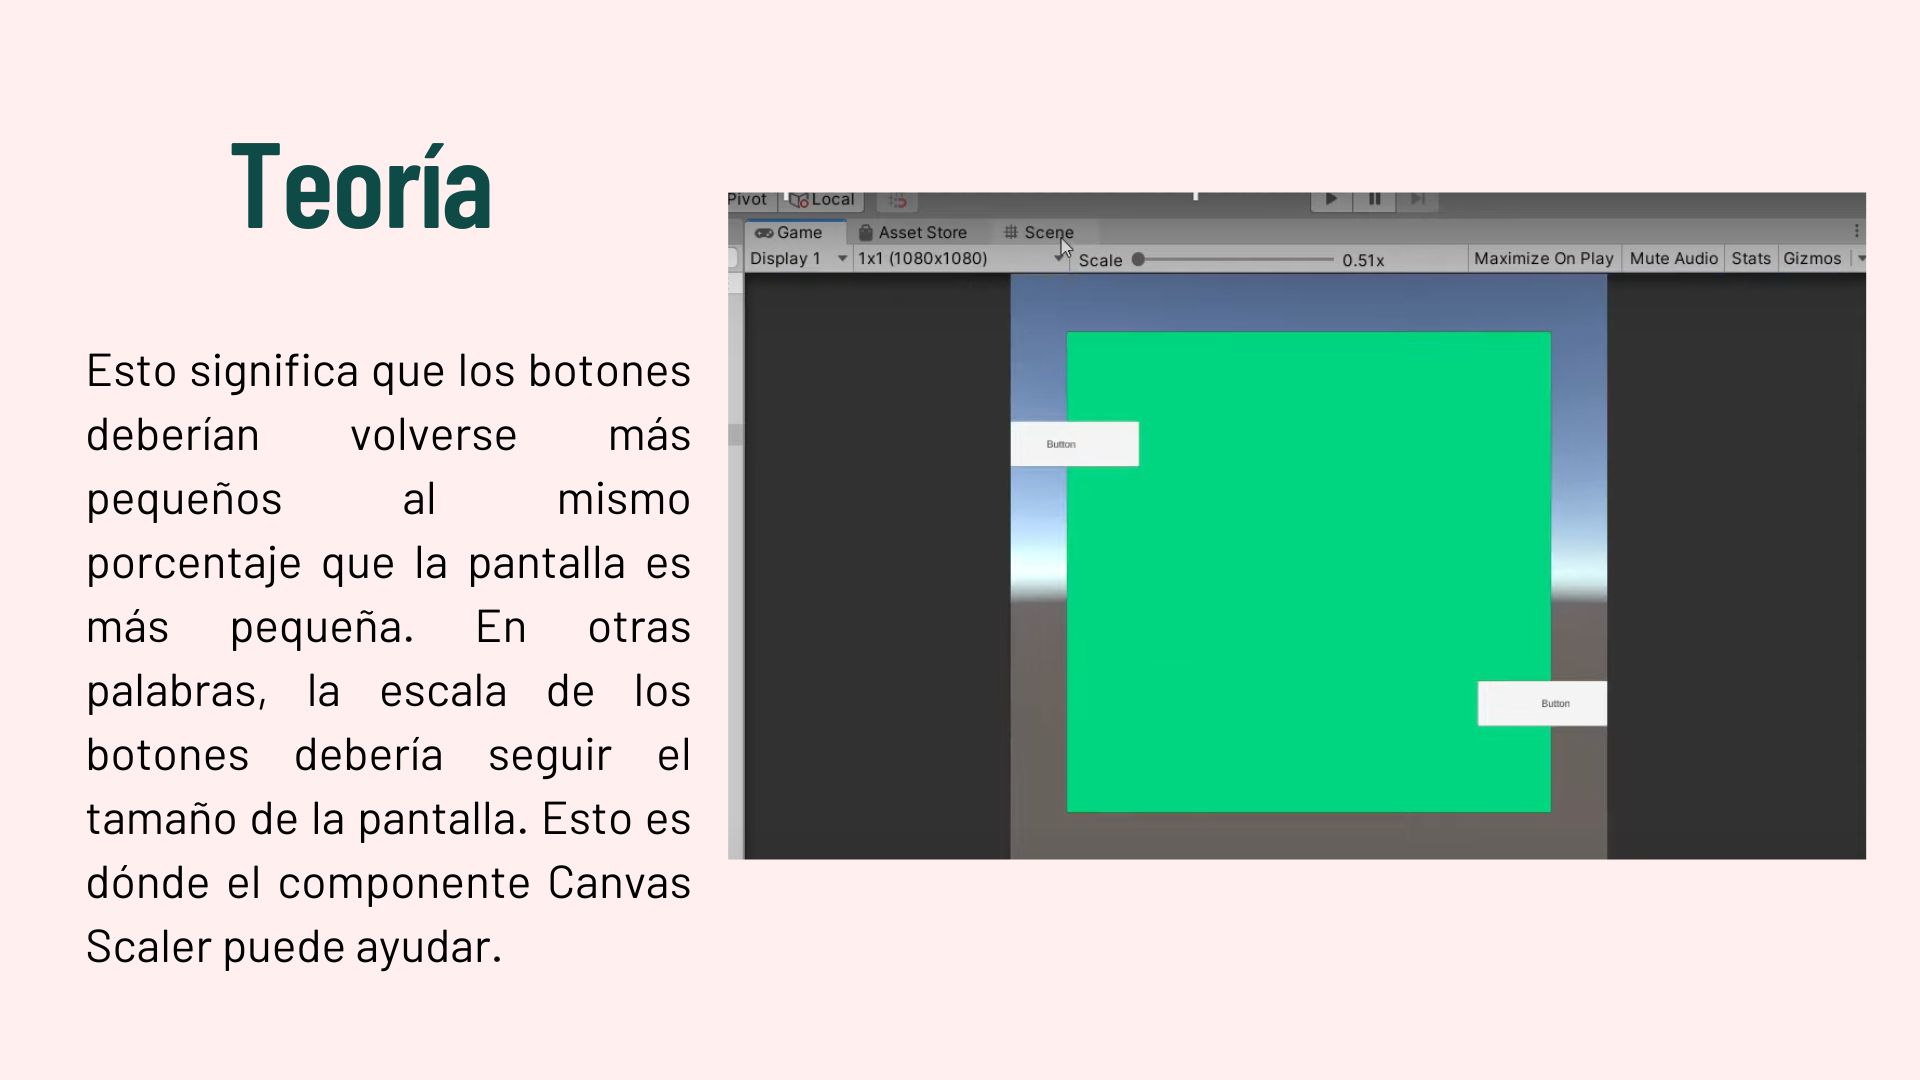 Teoría
Esto significa que los botones
deberían volverse más
pequeños al mismo
porcentaje que la pantalla es
más pequeña. En otras
palabras, la escala de los
botones debería seguir el
tamaño de la pantalla. Esto es
dónde el componente Canvas
Scaler puede ayudar.
Pivot Local
Game Asset Store Scene
Display 1 1x1 (1080x1080) Scale 0.51x Maximize On Play Mute Audio Stats Gizmos
Button
Button